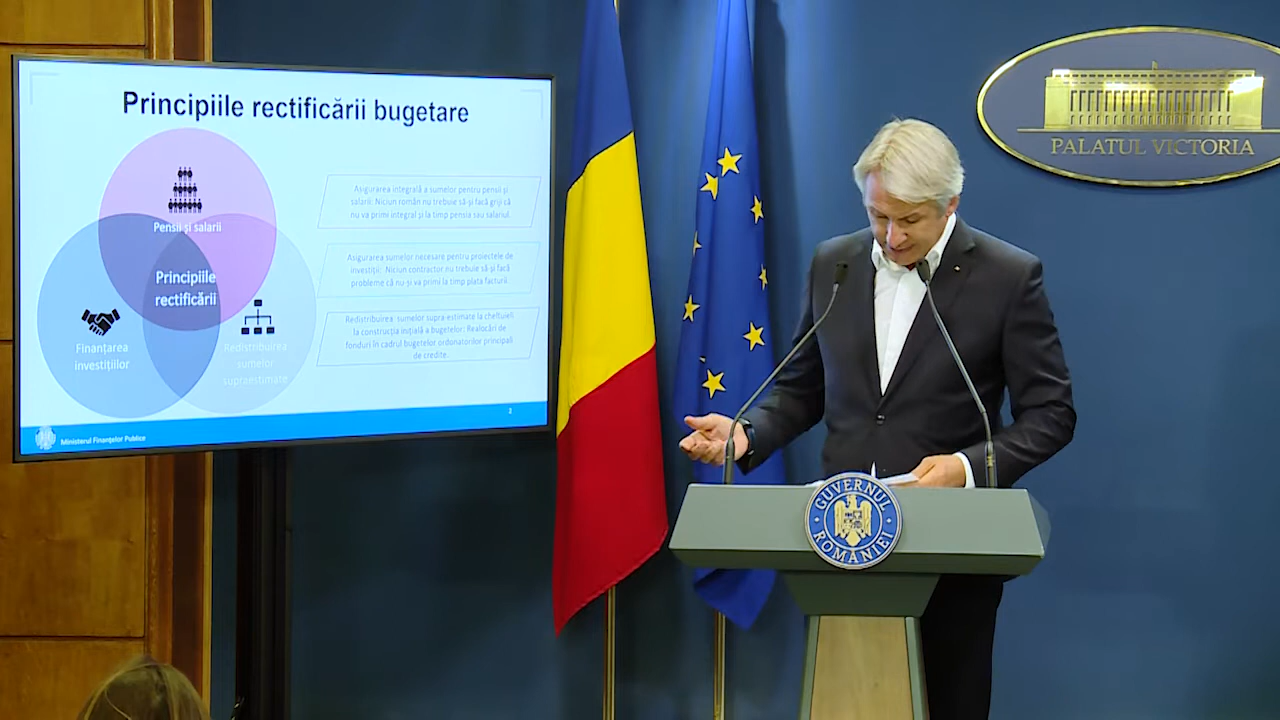 Principiile rectificării bugetare
Pensii și salarii
Principiile
rectificării
Finanțarea
investițiilor
Redistribuirea
sumelor
supraestimate
Asigurarea integrală a sumelor pentru pensii și
salarii: Niciun român nu trebuie să-și facă griji că
nu va primi integral și la timp pensia sau salariul.
Asigurarea sumelor necesare pentru proiectele de
investiții: Niciun contractor nu trebuie să-și facă
probleme că nu-și va primi la timp plata facturii
Redistribuirea sumelor supra-estimate la cheltuieli
la construcția inițială a bugetelor: Realocări de
fonduri în cadrul bugetelor ordonatorilor principali
de credite.
2
Ministerul Finanțelor Publice
PALATUL VICTORIA
GUVERNUL
ROMÂNIEI